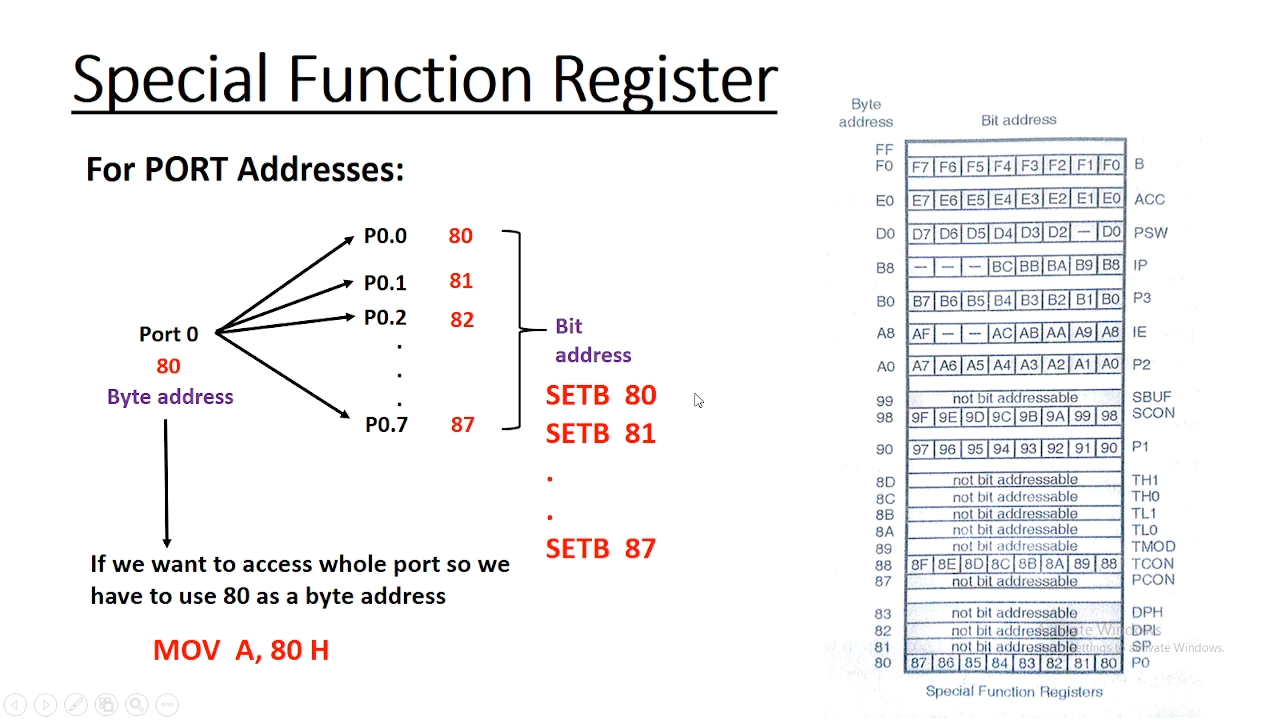 Special Function Register
For PORT Addresses:
P0.0 80
P0.1 81
P0.2 82
.
.
.
P0.7 87
Port 0
80
Byte address
Bit
address
SETB 80
SETB 81
.
.
SETB 87
If we want to access whole port so we
have to use 80 as a byte address
MOV A, 80 H
Byte
address
Bit address
FF
F0 F7 F6 F5 F4 F3 F2 F1 F0 B
E0 E7 E6 E5 E4 E3 E2 E1 E0 ACC
D0 D7 D6 D5 D4 D3 D2 — D0 PSW
B8 — — — BC BB BA B9 B8 IP
B0 B7 B6 B5 B4 B3 B2 B1 B0 P3
A8 AF — — AC AB AA A9 A8 IE
A0 A7 A6 A5 A4 A3 A2 A1 A0 P2
99 not bit addressable SBUF
98 9F 9E 9D 9C 9B 9A 99 98 SCON
90 97 96 95 94 93 92 91 90 P1
8D not bit addressable TH1
8C not bit addressable TH0
8B not bit addressable TL1
8A not bit addressable TL0
89 not bit addressable TMOD
88 8F 8E 8D 8C 8B 8A 89 88 TCON
87 not bit addressable PCON
83 not bit addressable DPH
82 not bit addressable DPL
81 not bit addressable SP
80 87 86 85 84 83 82 81 80 P0
Special Function Registers
Activate Windows
settings to activate Windows.